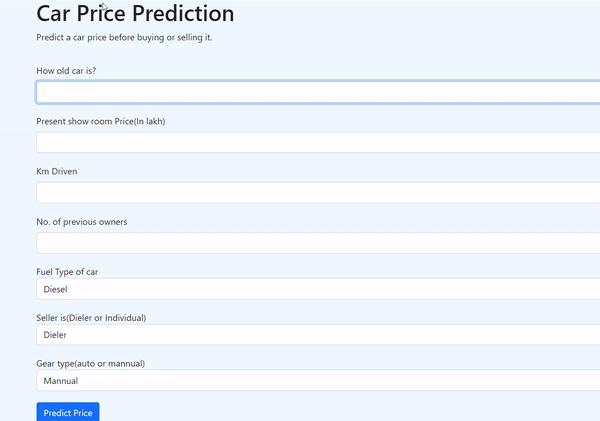 Car Price Prediction
Predict a car price before buying or selling it.
How old car is?
Present show room Price(In lakh)
Km Driven
No. of previous owners
Fuel Type of car
Diesel
Seller is(Dieler or Individual)
Dieler
Gear type(auto or mannual)
Mannual
Predict Price